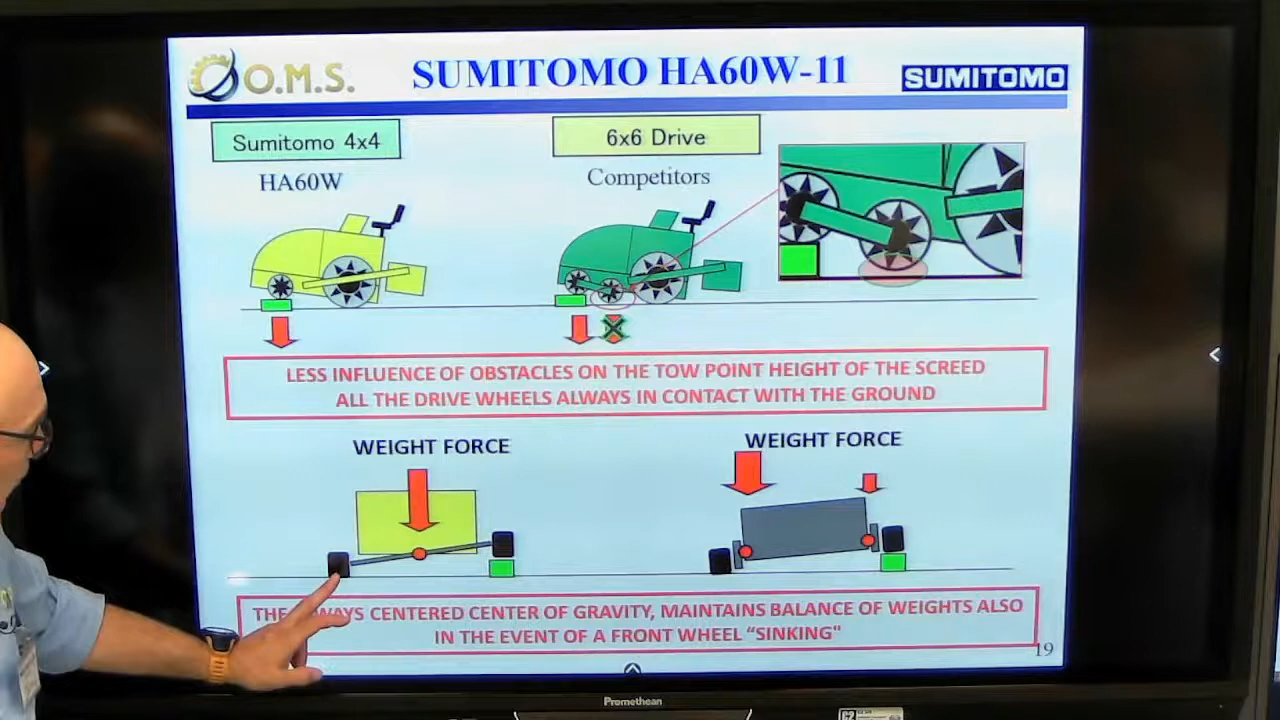 O.M.S.
SUMITOMO HA60W-11
SUMITOMO
Sumitomo 4x4
6x6 Drive
HA60W
Competitors
LESS INFLUENCE OF OBSTACLES ON THE TOW POINT HEIGHT OF THE SCREED
ALL THE DRIVE WHEELS ALWAYS IN CONTACT WITH THE GROUND
WEIGHT FORCE
WEIGHT FORCE
CENTERED CENTER OF GRAVITY, MAINTAINS BALANCE OF WEIGHTS ALSO
IN THE EVENT OF A FRONT WHEEL “SINKING"
19
Promethean